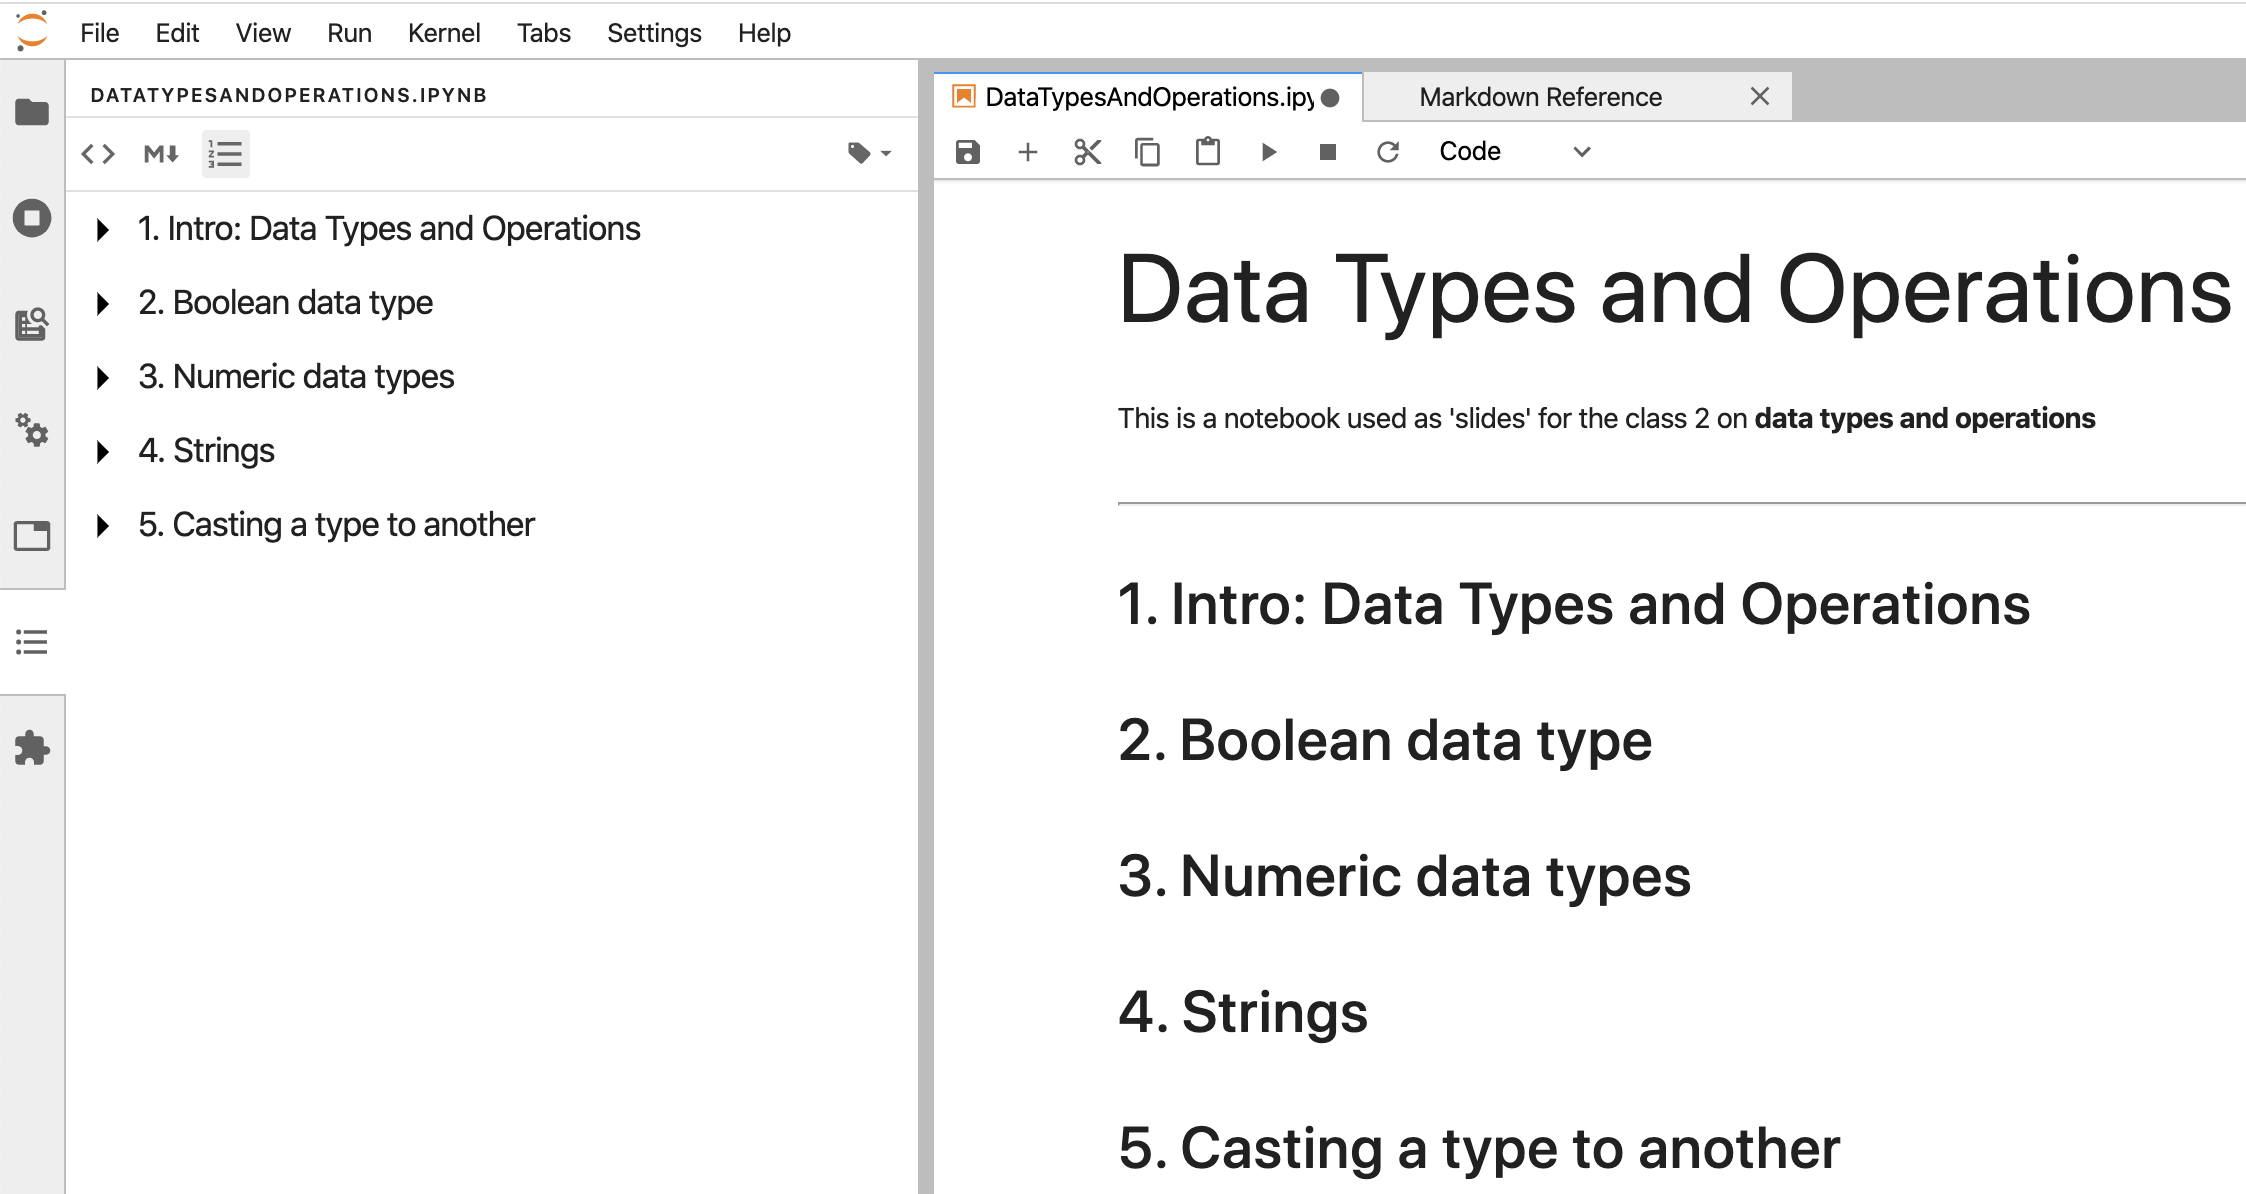 File Edit View Run Kernel Tabs Settings Help
DATATYPESANDOPERATIONS.IPYNB
M
1. Intro: Data Types and Operations
2. Boolean data type
3. Numeric data types
4. Strings
5. Casting a type to another
DataTypesAndOperations.ipy
Markdown Reference
Code
Data Types and Operations
This is a notebook used as 'slides' for the class 2 on data types and operations
1. Intro: Data Types and Operations
2. Boolean data type
3. Numeric data types
4. Strings
5. Casting a type to another